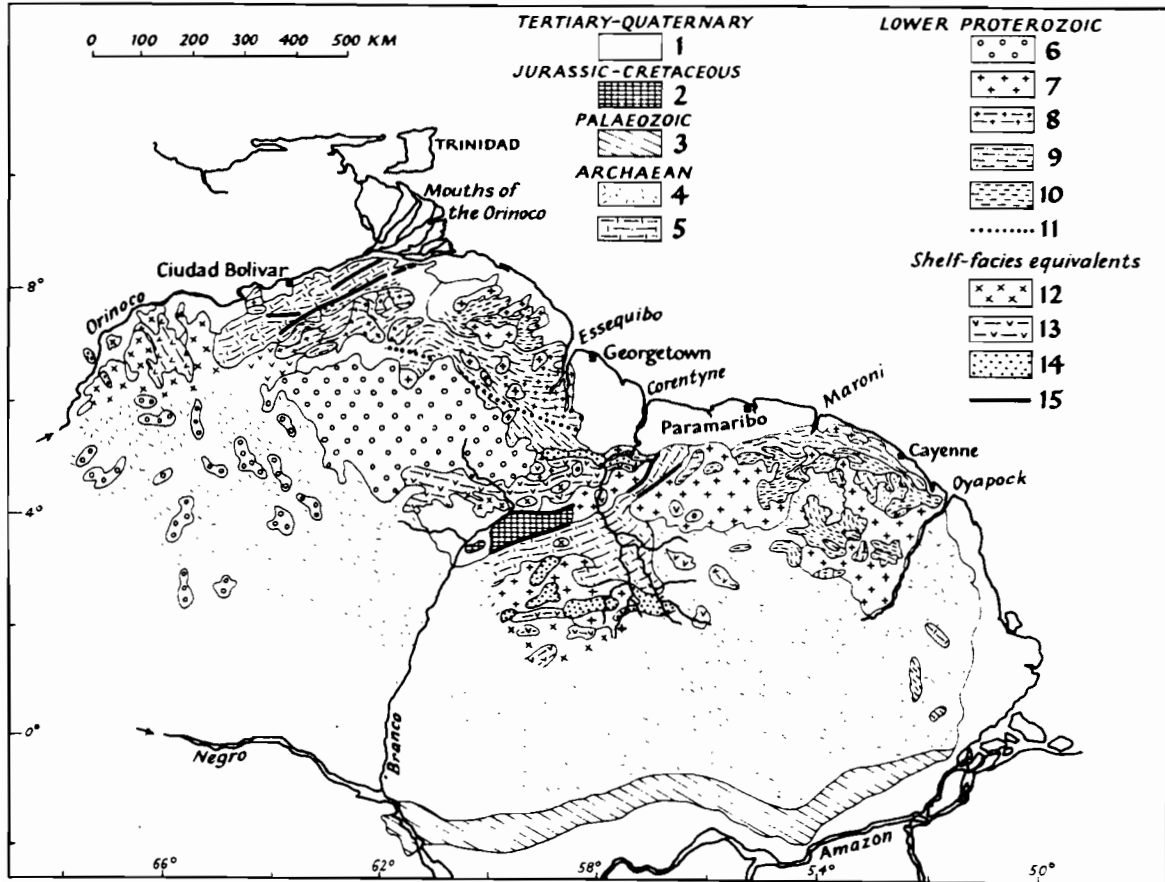 TERTIARY-QUATERNARY
1
JURASSIC-CRETACEOUS
2
PALAEOZOIC
3
ARCHAEAN
4
5
LOWER PROTEROZOIC
6
7
8
9
10
11
Shelf-facies equivalents
12
13
14
15
0 100 200 300 400 500 KM
TRINIDAD
Mouths of
the Orinoco
Ciudad Bolivar
8°
Orinoco
Essequibo
Georgetown
Corentyne
Maroni
Paramaribo
Cayenne
Oyapock
4°
0°
Negro
Branco
Amazon
66°
62°
58°
54°
50°